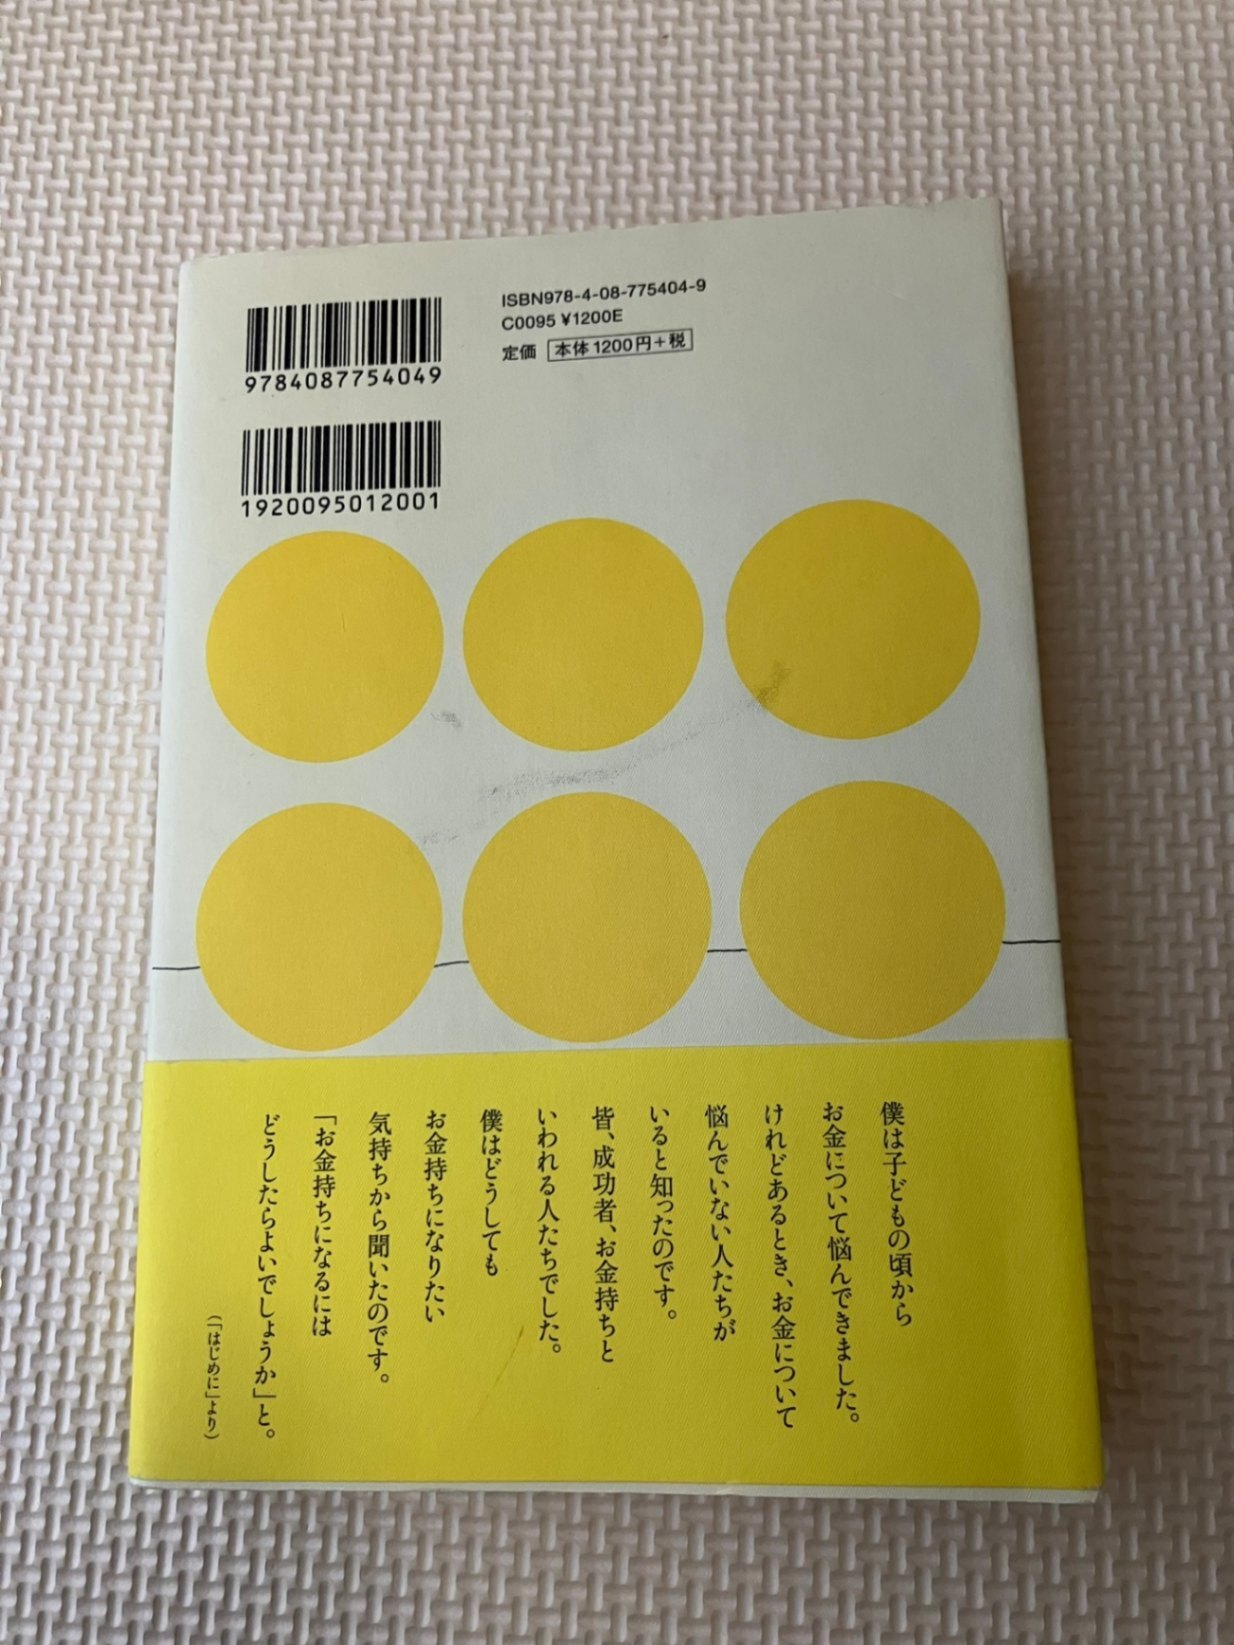 ISBN978-4-08-775404-9
C0095 ¥1200E
定価 本体1200円+税
9784087754049
1920095012001
僕は子どもの頃から
お金について悩んできました。
けれどあるとき、お金について
悩んでいない人たちが
いると知ったのです。
皆、成功者、お金持ちと
いわれる人たちでした。
僕はどうしても
お金持ちになりたい
気持ちから聞いたのです。
「お金持ちになるには
どうしたらよいでしょうか」と。
(「はじめに」より)